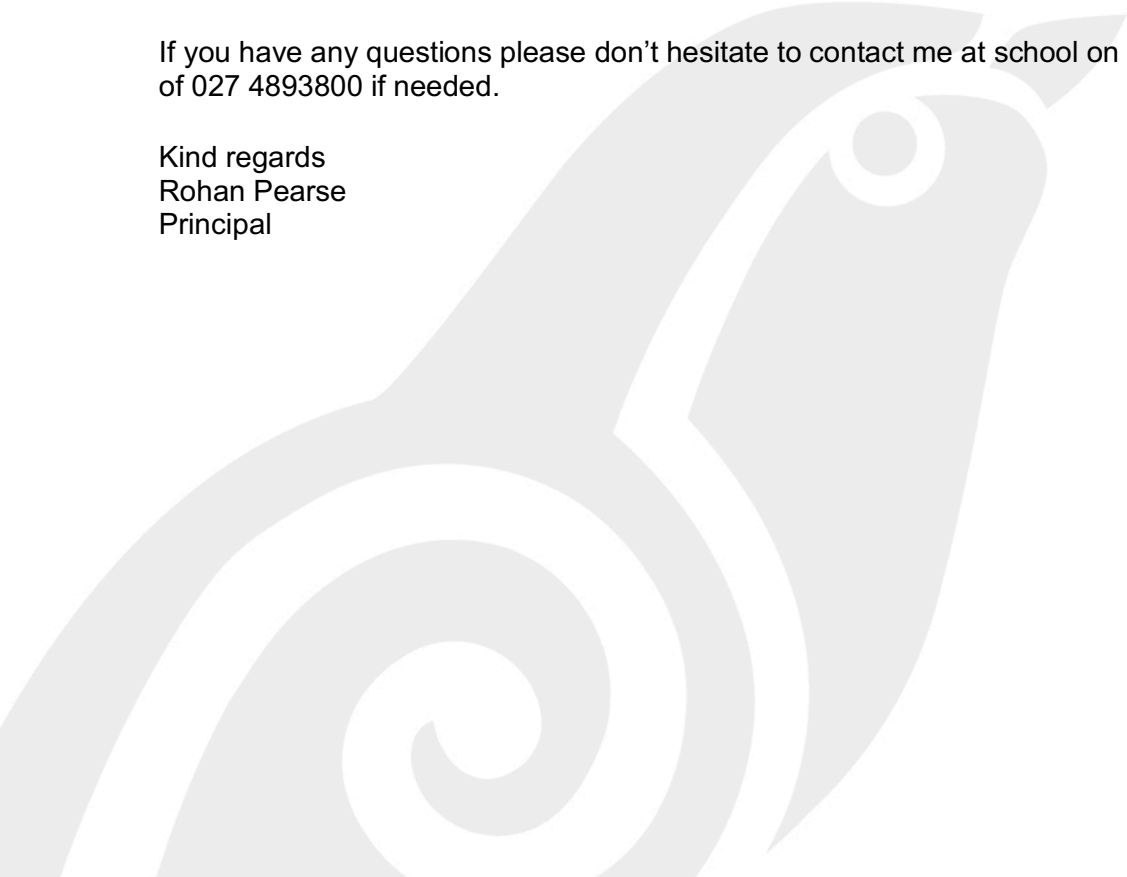 If you have any questions please don’t hesitate to contact me at school on
of 027 4893800 if needed.
Kind regards
Rohan Pearse
Principal